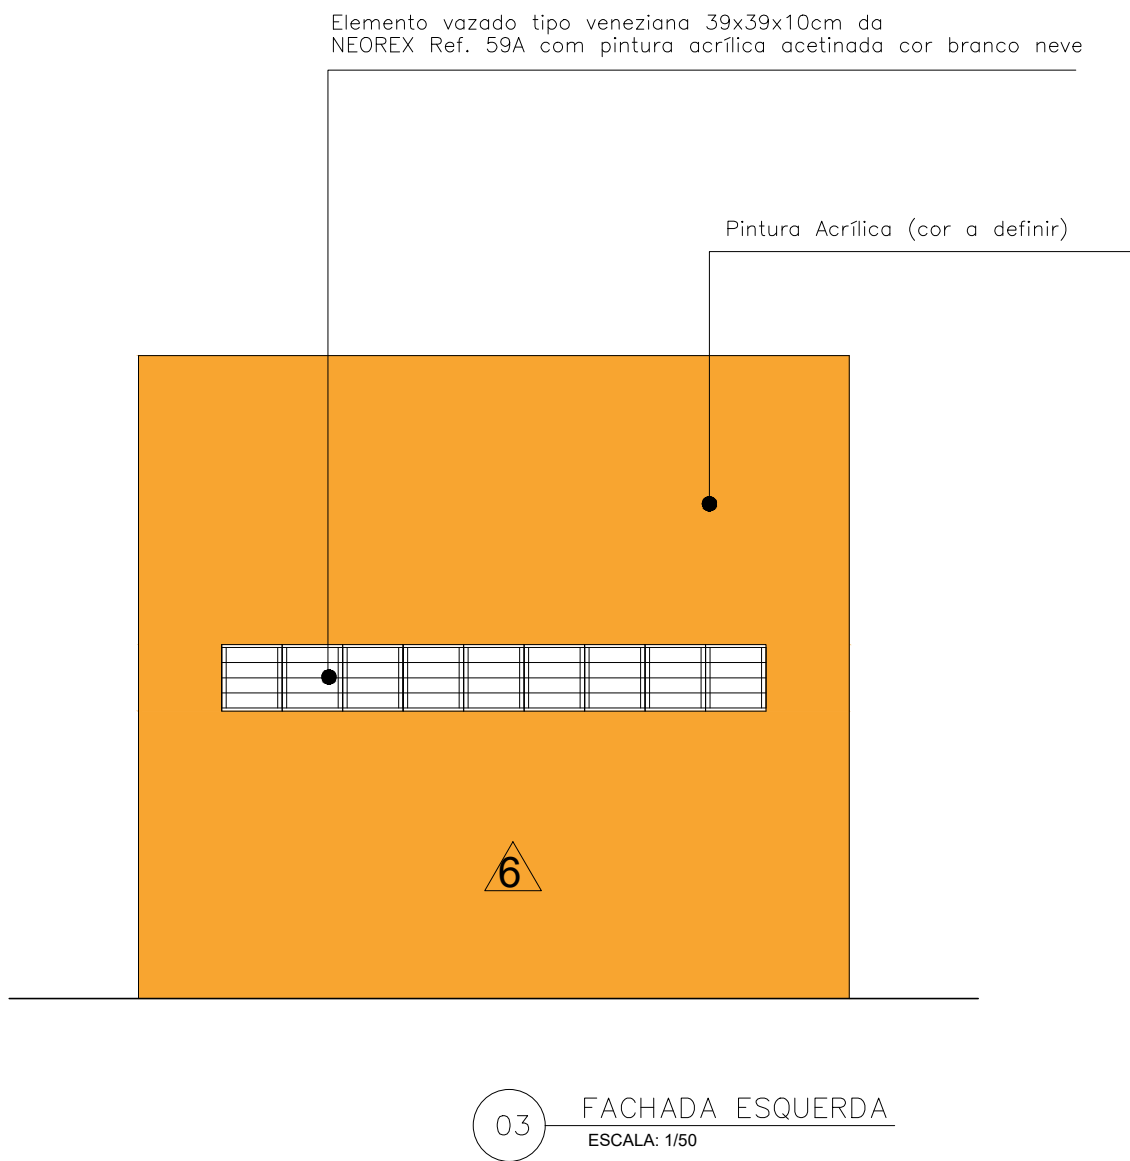 Elemento vazado tipo veneziana 39x39x10cm da
NEOREX Ref. 59A com pintura acrílica acetinada cor branco neve
Pintura Acrílica (cor a definir)
6
03
FACHADA ESQUERDA
ESCALA: 1/50